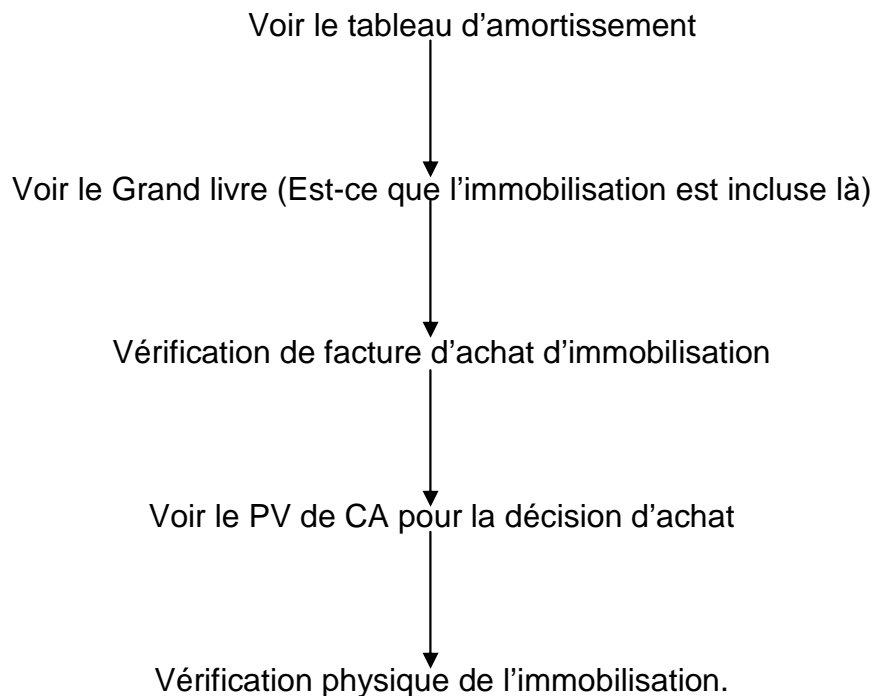 Voir le tableau d’amortissement
Voir le Grand livre (Est-ce que l’immobilisation est incluse là)
Vérification de facture d’achat d’immobilisation
Voir le PV de CA pour la décision d’achat
Vérification physique de l’immobilisation.